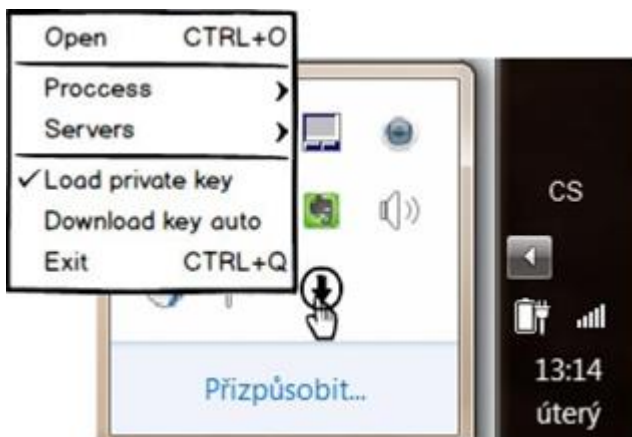 Open CTRL+O
Proccess
Servers
Load private key
Download key auto
Exit CTRL+Q
CS
13:14
úterý
Přizpůsobit...